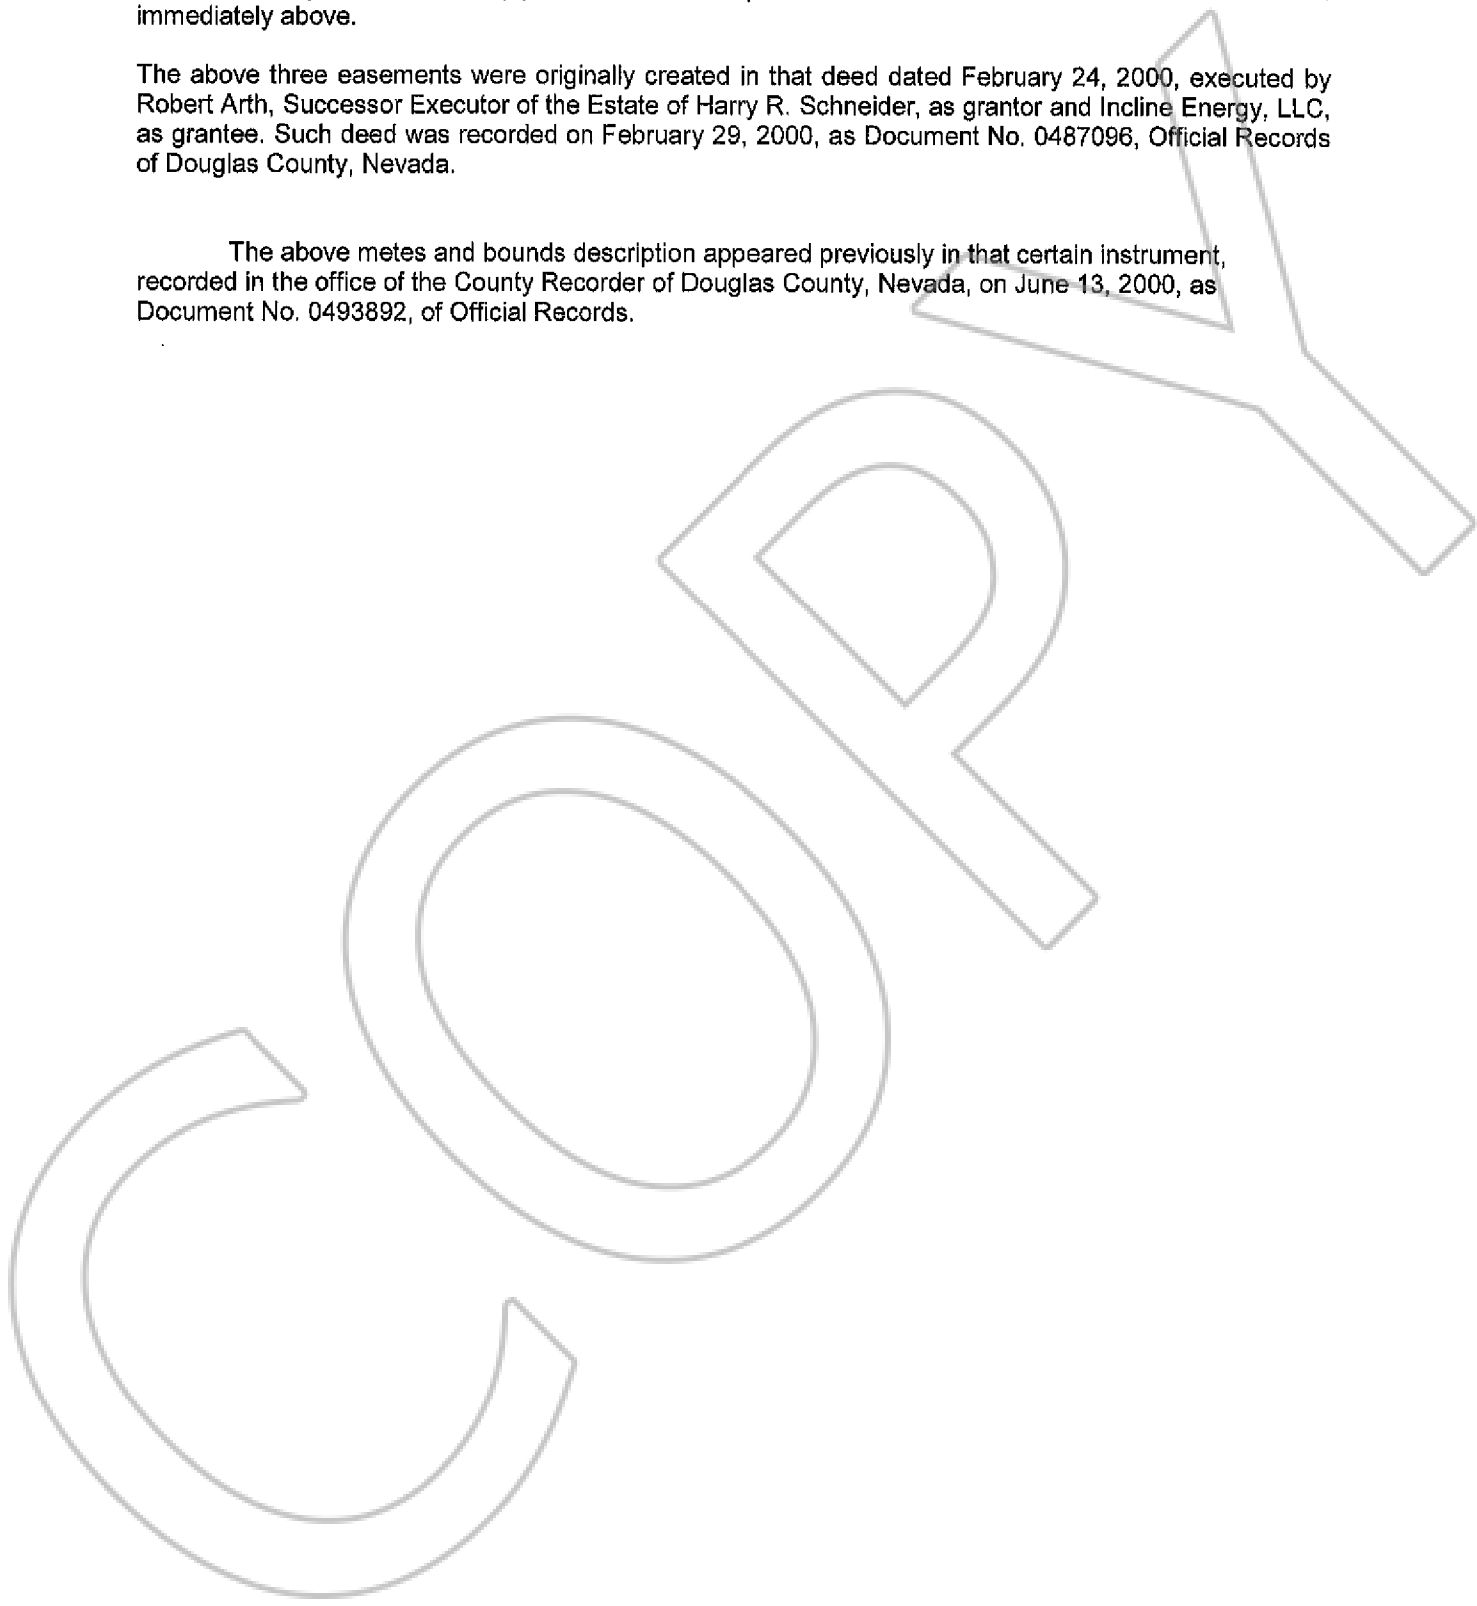 immediately above.
The above three easements were originally created in that deed dated February 24, 2000, executed by
Robert Arth, Successor Executor of the Estate of Harry R. Schneider, as grantor and Incline Energy, LLC,
as grantee. Such deed was recorded on February 29, 2000, as Document No. 0487096, Official Records
of Douglas County, Nevada.
The above metes and bounds description appeared previously in that certain instrument,
recorded in the office of the County Recorder of Douglas County, Nevada, on June 13, 2000, as
Document No. 0493892, of Official Records.
COPY